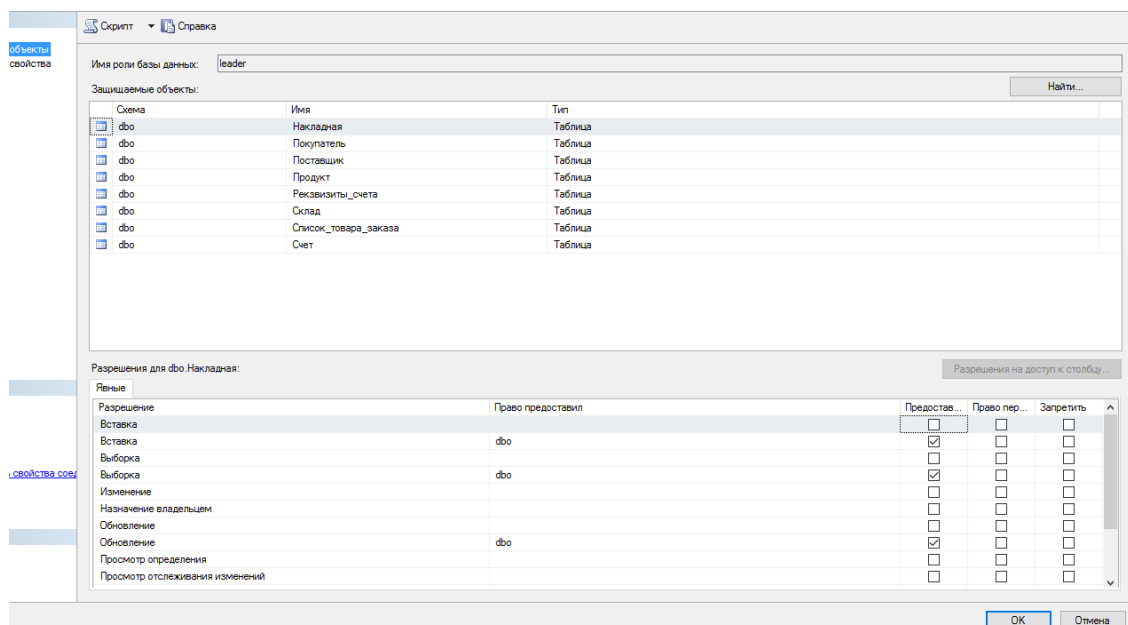 Скрипт Справка
объекты
свойства
Имя роли базы данных: leader
Защищаемые объекты: Найти...
Схема Имя Тип
dbo Накладная Таблица
dbo Покупатель Таблица
dbo Поставщик Таблица
dbo Продукт Таблица
dbo Рекзвизиты_счета Таблица
dbo Склад Таблица
dbo Список_товара_заказа Таблица
dbo Счет Таблица
Разрешения для dbo.Накладная: Разрешения на доступ к столбцу...
Явные
Разрешение Право предоставил Предостав... Право пер... Запретить
Вставка
Вставка dbo
Выборка
свойства соед
Выборка dbo
Изменение
Назначение владельцем
Обновление
Обновление dbo
Просмотр определения
Просмотр отслеживания изменений
OK Отмена